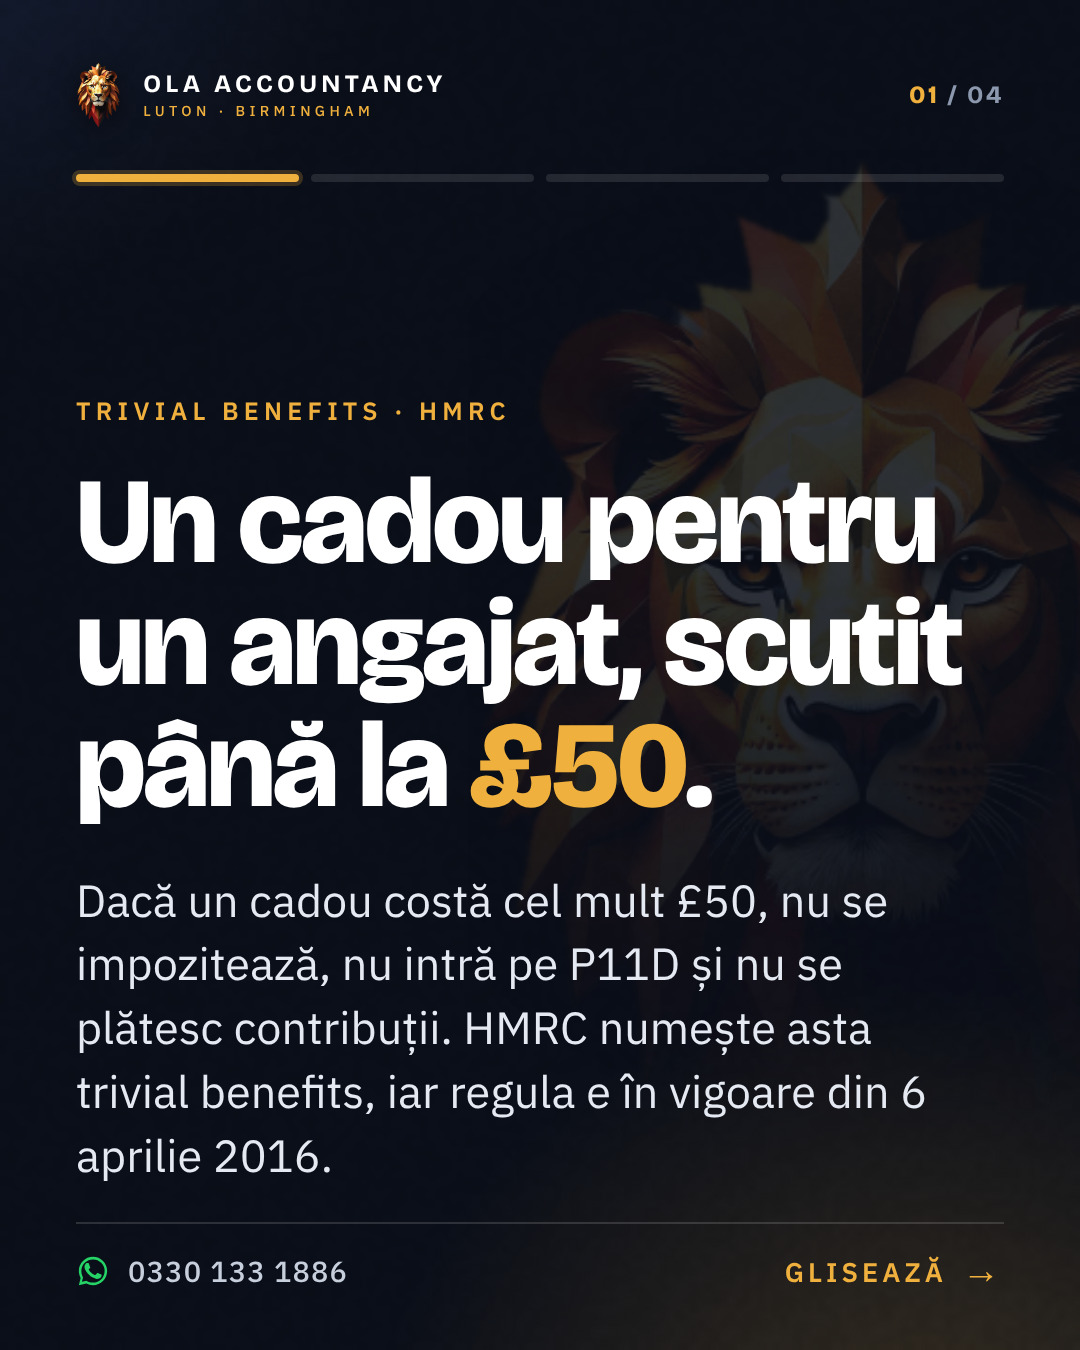 OLA ACCOUNTANCY
LUTON · BIRMINGHAM
01 / 04
TRIVIAL BENEFITS · HMRC
Un cadou pentru
un angajat, scutit
până la £50.
Dacă un cadou costă cel mult £50, nu se
impozitează, nu intră pe P11D și nu se
plătesc contribuții. HMRC numește asta
trivial benefits, iar regula e în vigoare din 6
aprilie 2016.
0330 133 1886
GLISEAZĂ →